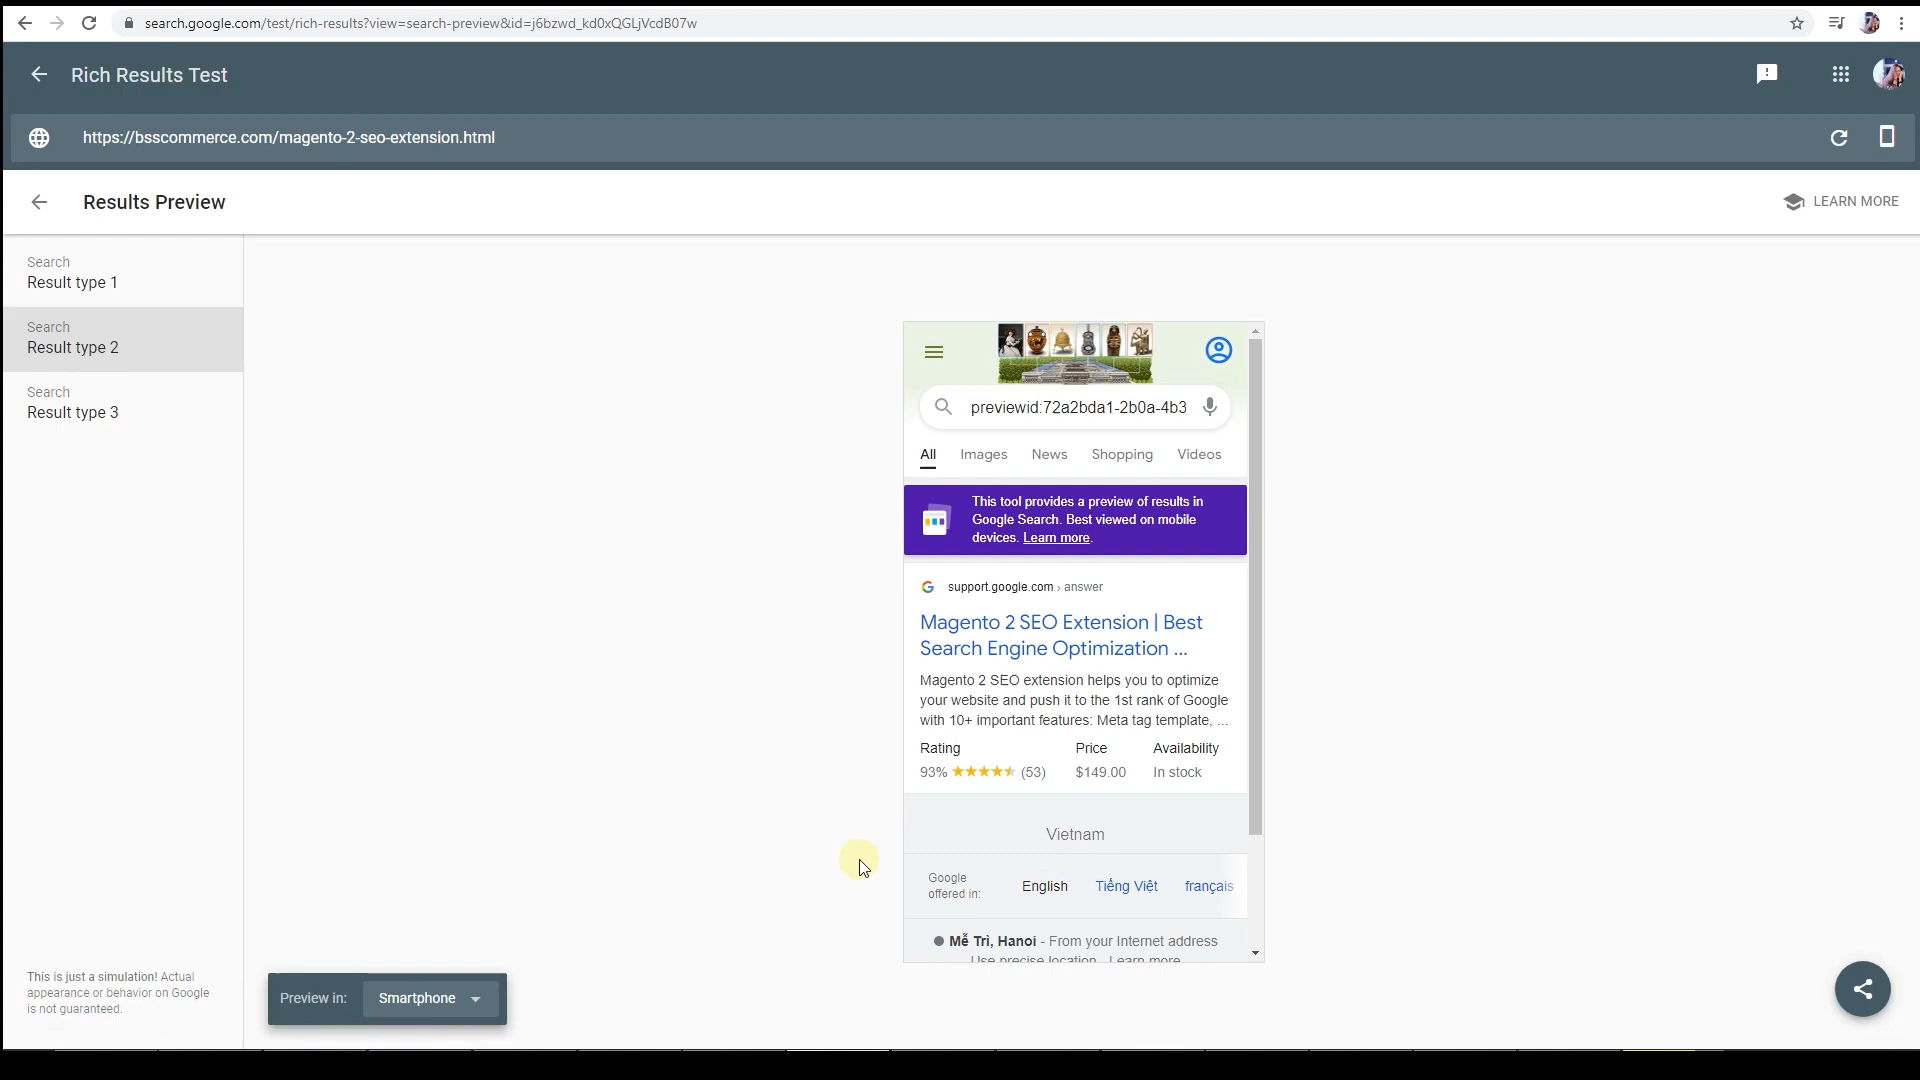 search.google.com/test/rich-results?view=search-preview&id=j6bzwd_kd0xQGLjVcdB07w
Rich Results Test
https://bsscommerce.com/magento-2-seo-extension.html
Results Preview
LEARN MORE
Search
Result type 1
Search
Result type 2
Search
Result type 3
previewid:72a2bda1-2b0a-4b3
All Images News Shopping Videos
This tool provides a preview of results in
Google Search. Best viewed on mobile
devices. Learn more.
support.google.com › answer
Magento 2 SEO Extension | Best
Search Engine Optimization ...
Magento 2 SEO extension helps you to optimize
your website and push it to the 1st rank of Google
with 10+ important features: Meta tag template, ...
Rating Price Availability
93% ★★★★★ (53) $149.00 In stock
Vietnam
Google
offered in:
English Tiếng Việt français
Mễ Trì, Hanoi - From your Internet address
Use precise location - Learn more
This is just a simulation! Actual
appearance or behavior on Google
is not guaranteed.
Preview in: Smartphone